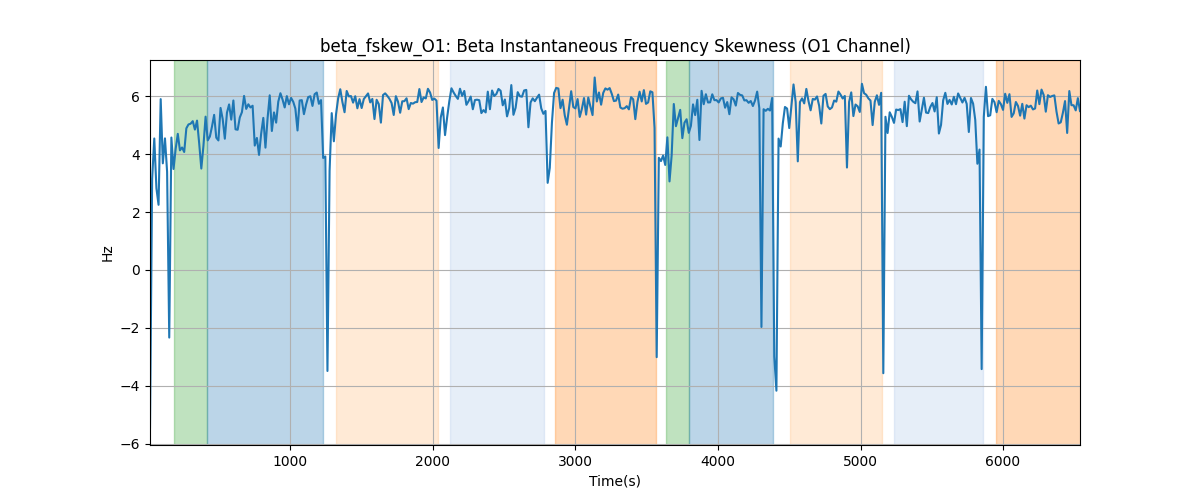 beta_fskew_O1: Beta Instantaneous Frequency Skewness (O1 Channel)
6
4
2
0
−2
−4
−6
Hz
1000 2000 3000 4000 5000 6000
Time(s)